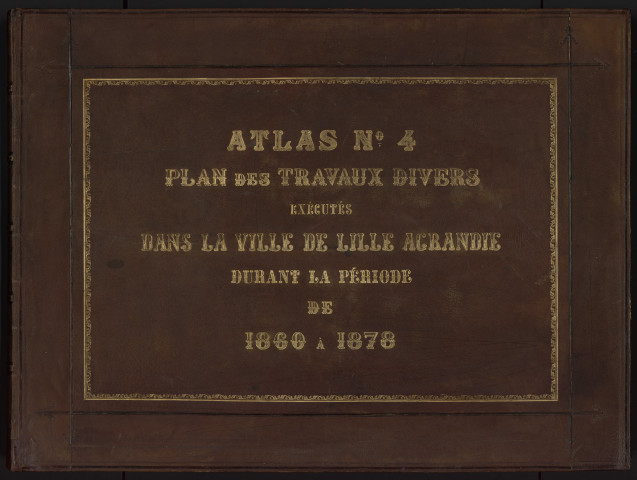 ATLAS Nº 4
PLAN DES TRAVAUX DIVERS
EXÉCUTÉS
DANS LA VILLE DE LILLE AGRANDIE
DURANT LA PÉRIODE
DE
1860 A 1878